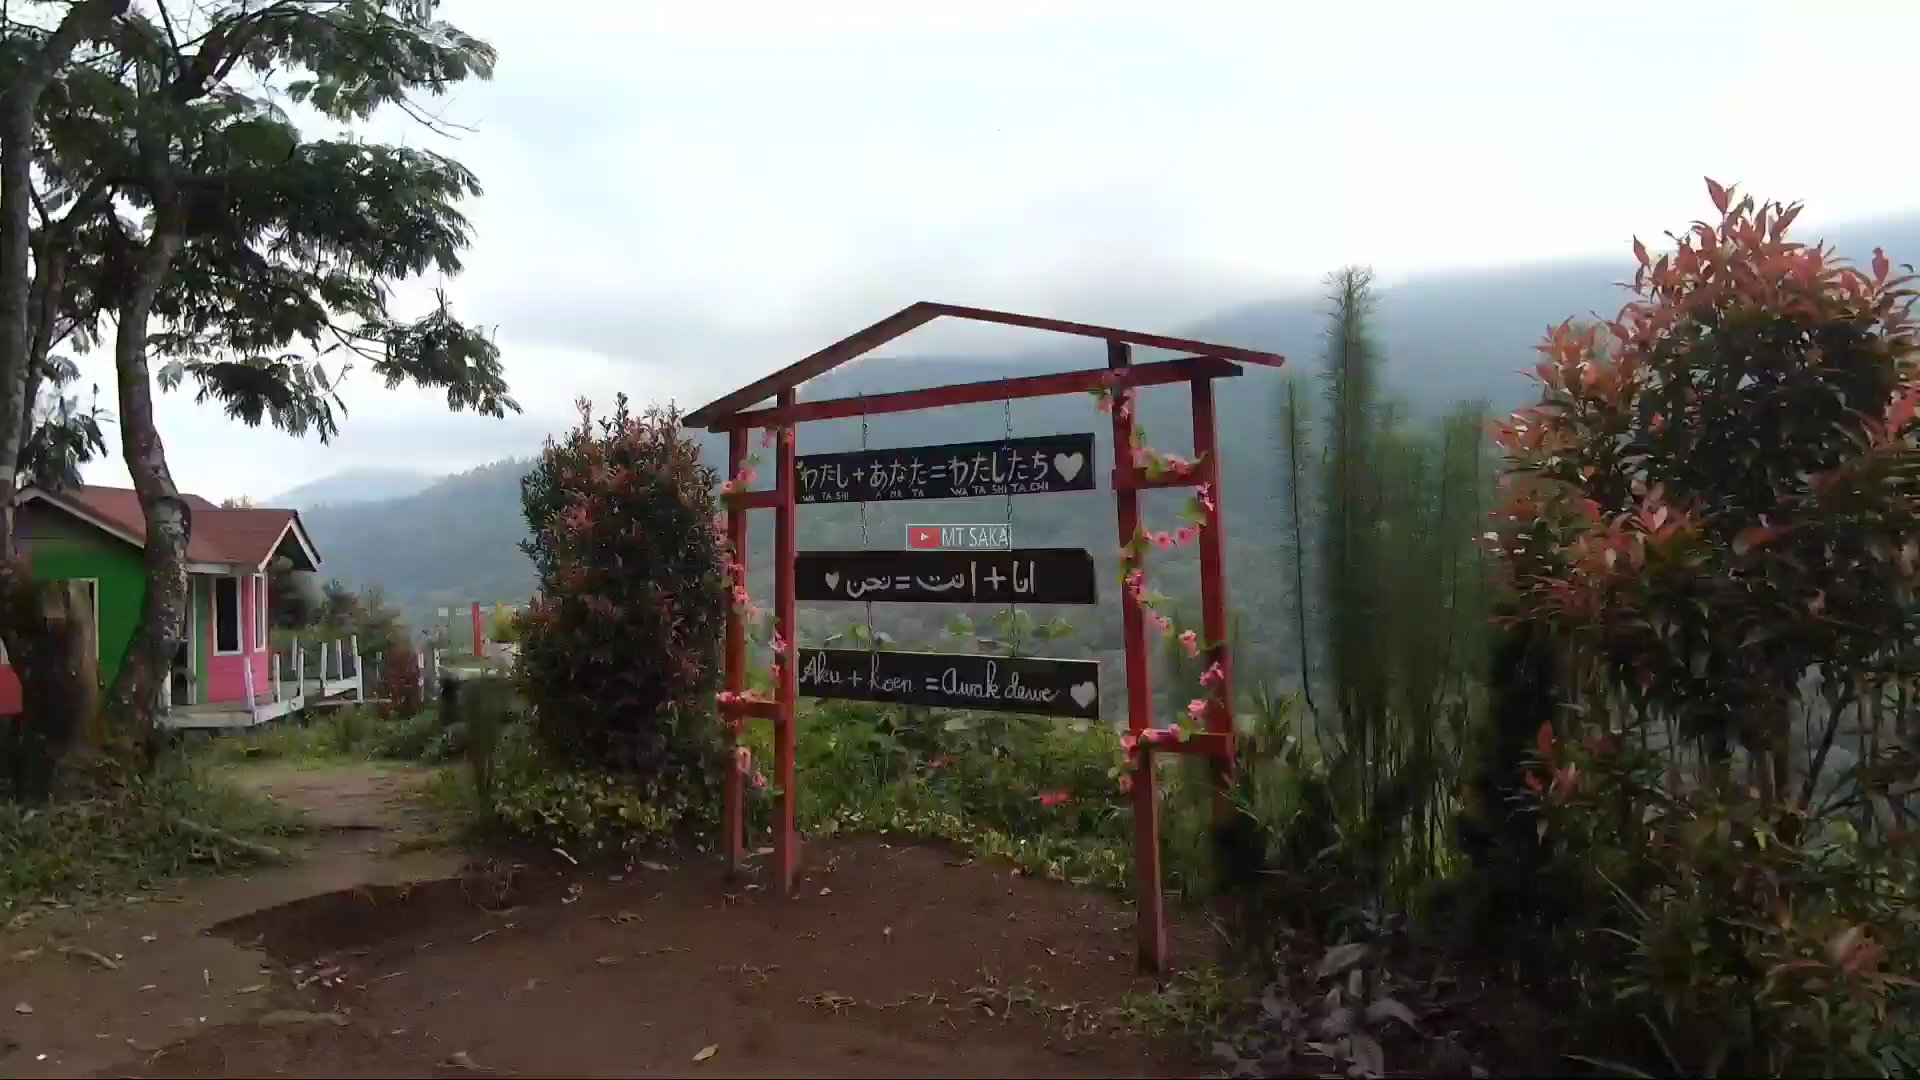 わたし+あなた=わたしたち
WA TA SHI A NA TA WA TA SHI TA CHI
MT SAKA
انا + انت = نحن
Aku + koen = Awak dewe